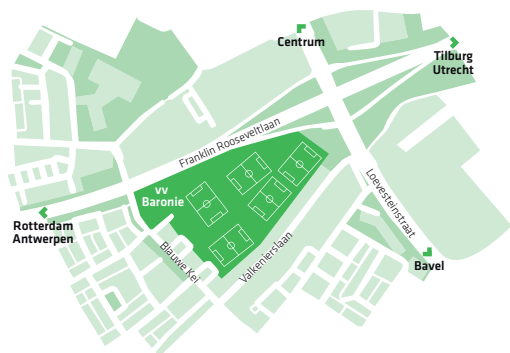 Centrum
Tilburg
Utrecht
Franklin Rooseveltlaan
vv
Baronie
Loevesteinstraat
Rotterdam
Antwerpen
Blauwe Kei
Valkenierslaan
Bavel